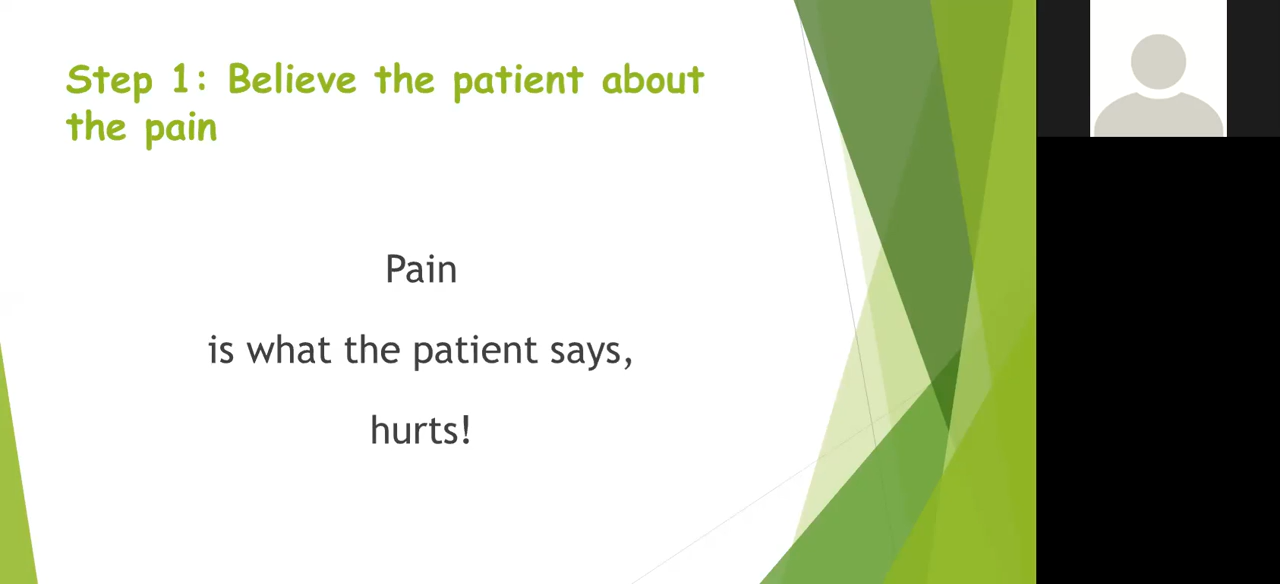 Step 1: Believe the patient about
the pain
Pain
is what the patient says,
hurts!